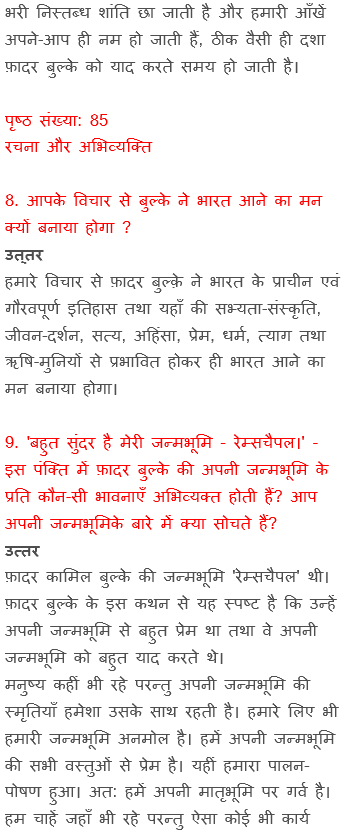 भरी निस्तब्ध शांति छा जाती है और हमारी आँखें
अपने-आप ही नम हो जाती हैं, ठीक वैसी ही दशा
फ़ादर बुल्के को याद करते समय हो जाती है।
पृष्ठ संख्या: 85
रचना और अभिव्यक्ति
8. आपके विचार से बुल्के ने भारत आने का मन
क्यों बनाया होगा ?
उत्तर
हमारे विचार से फ़ादर बुल्क़े ने भारत के प्राचीन एवं
गौरवपूर्ण इतिहास तथा यहाँ की सभ्यता-संस्कृति,
जीवन-दर्शन, सत्य, अहिंसा, प्रेम, धर्म, त्याग तथा
ऋषि-मुनियों से प्रभावित होकर ही भारत आने का
मन बनाया होगा।
9. 'बहुत सुंदर है मेरी जन्मभूमि - रेम्सचैपल।' -
इस पंक्ति में फ़ादर बुल्के की अपनी जन्मभूमि के
प्रति कौन-सी भावनाएँ अभिव्यक्त होती हैं? आप
अपनी जन्मभूमिके बारे में क्या सोचते हैं?
उत्तर
फ़ादर कामिल बुल्के की जन्मभूमि 'रेम्सचैपल' थी।
फ़ादर बुल्के के इस कथन से यह स्पष्ट है कि उन्हें
अपनी जन्मभूमि से बहुत प्रेम था तथा वे अपनी
जन्मभूमि को बहुत याद करते थे।
मनुष्य कहीं भी रहे परन्तु अपनी जन्मभूमि की
स्मृतियाँ हमेशा उसके साथ रहती है। हमारे लिए भी
हमारी जन्मभूमि अनमोल है। हमें अपनी जन्मभूमि
की सभी वस्तुओं से प्रेम है। यहीं हमारा पालन-
पोषण हुआ। अत: हमें अपनी मातृभूमि पर गर्व है।
हम चाहें जहाँ भी रहे परन्तु ऐसा कोई भी कार्य